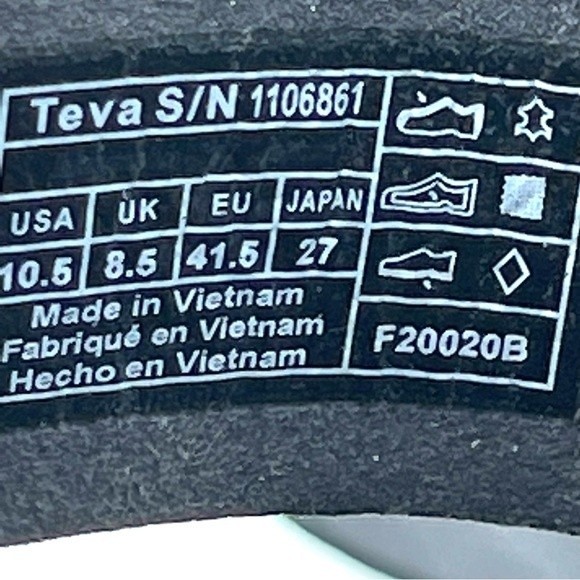 Teva S/N 1106861
USA UK EU JAPAN
10.5 8.5 41.5 27
Made in Vietnam
Fabriqué en Vietnam
Hecho en Vietnam
F20020B